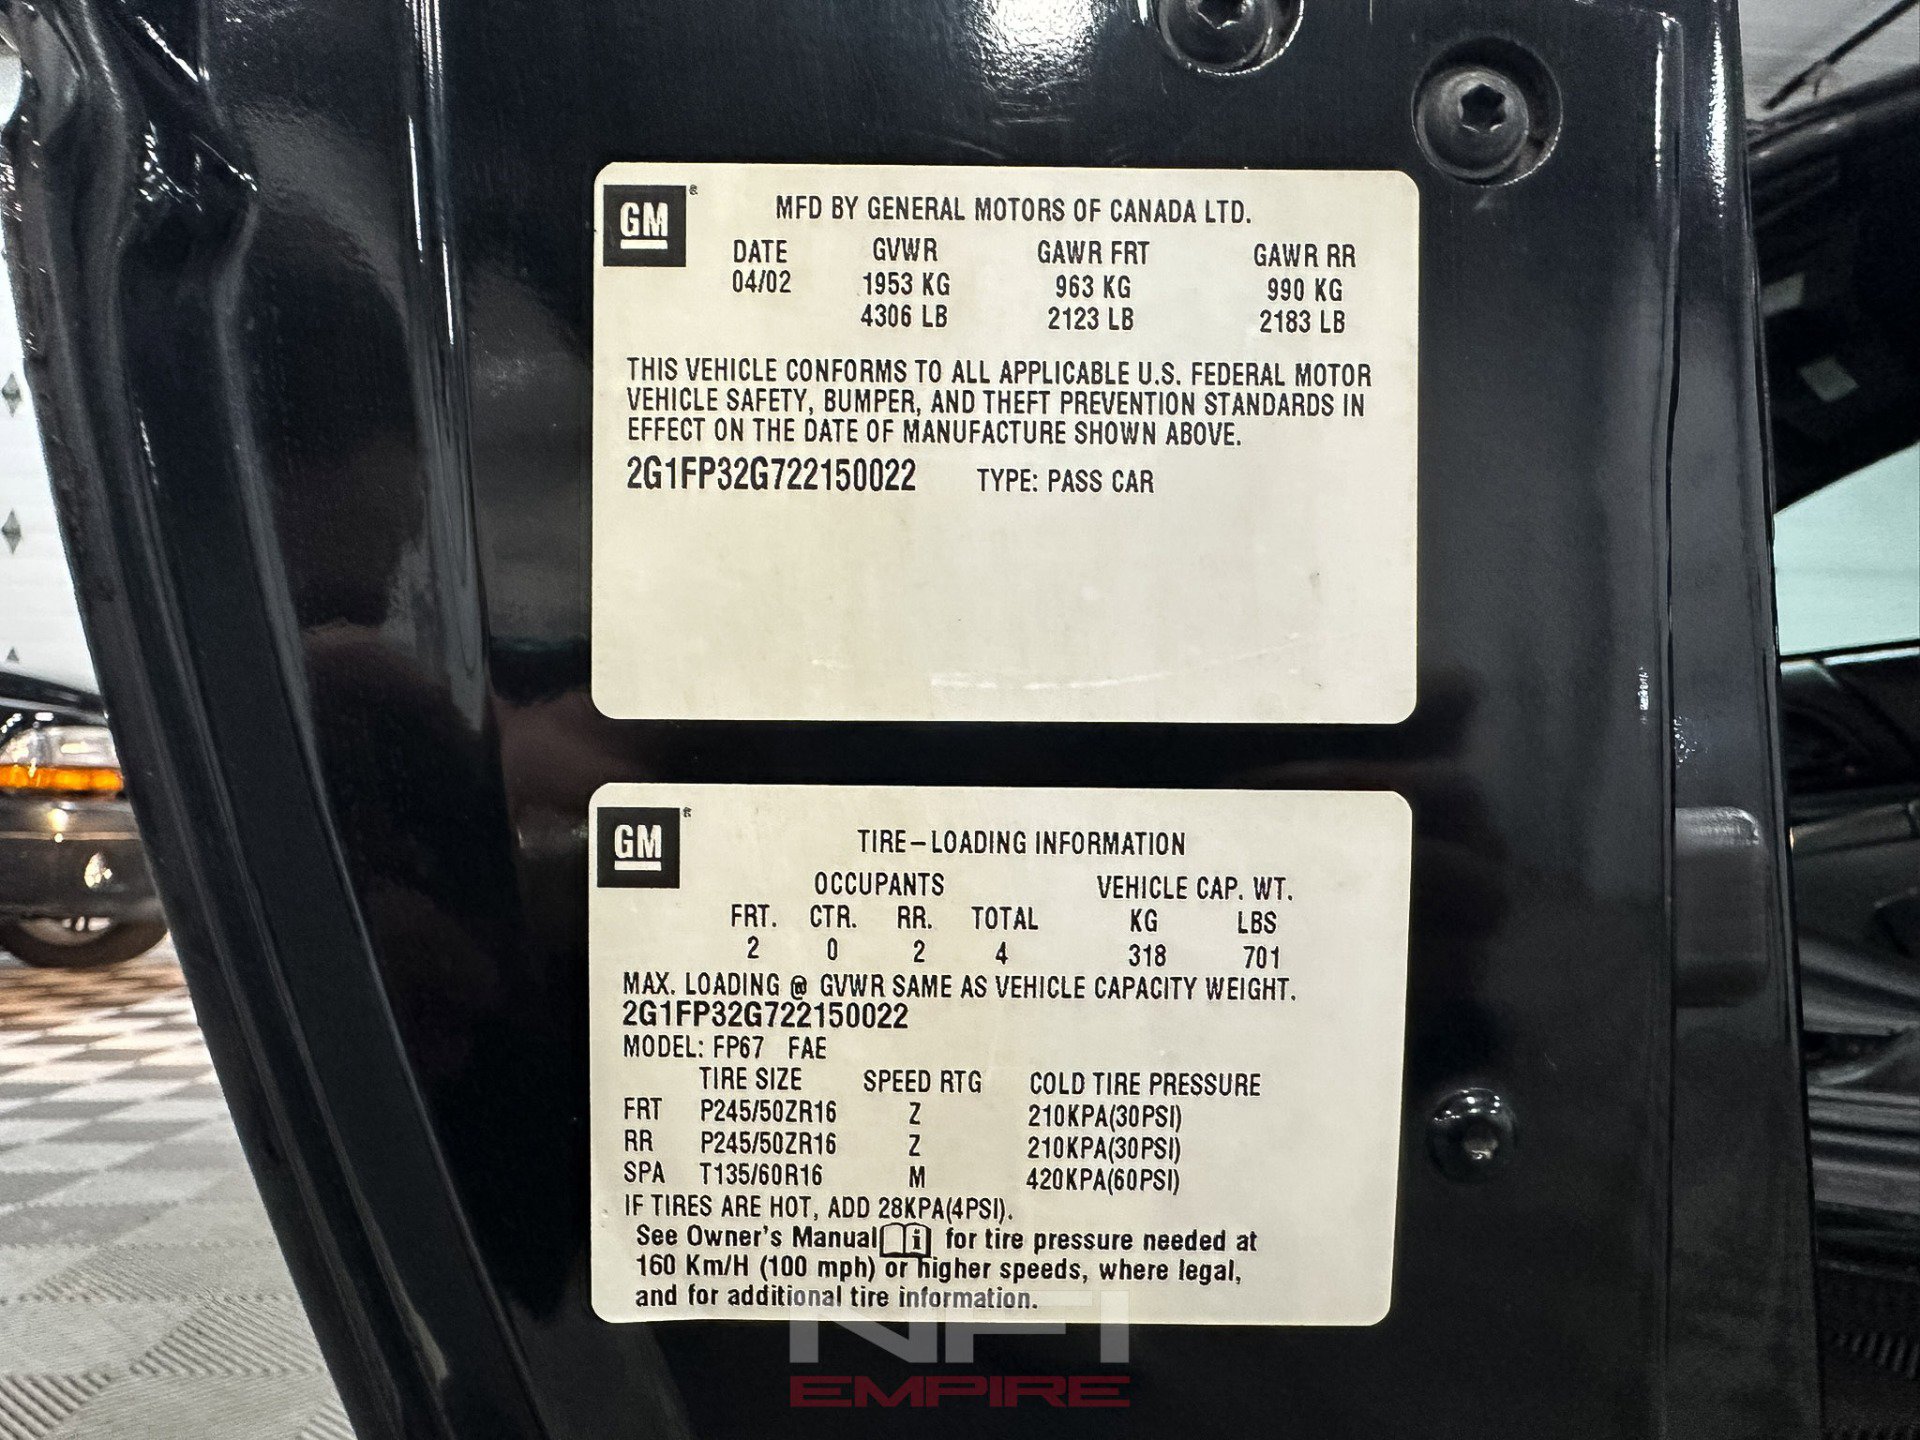 GM ®
MFD BY GENERAL MOTORS OF CANADA LTD.
DATE GVWR GAWR FRT GAWR RR
04/02 1953 KG 963 KG 990 KG
4306 LB 2123 LB 2183 LB
THIS VEHICLE CONFORMS TO ALL APPLICABLE U.S. FEDERAL MOTOR
VEHICLE SAFETY, BUMPER, AND THEFT PREVENTION STANDARDS IN
EFFECT ON THE DATE OF MANUFACTURE SHOWN ABOVE.
2G1FP32G722150022 TYPE: PASS CAR
GM ®
TIRE-LOADING INFORMATION
OCCUPANTS VEHICLE CAP. WT.
FRT. CTR. RR. TOTAL KG LBS
2 0 2 4 318 701
MAX. LOADING @ GVWR SAME AS VEHICLE CAPACITY WEIGHT.
2G1FP32G722150022
MODEL: FP67 FAE
TIRE SIZE SPEED RTG COLD TIRE PRESSURE
FRT P245/50ZR16 Z 210KPA(30PSI)
RR P245/50ZR16 Z 210KPA(30PSI)
SPA T135/60R16 M 420KPA(60PSI)
IF TIRES ARE HOT, ADD 28KPA(4PSI).
See Owner's Manual i for tire pressure needed at
160 Km/H (100 mph) or higher speeds, where legal,
and for additional tire information.
NFI
EMPIRE